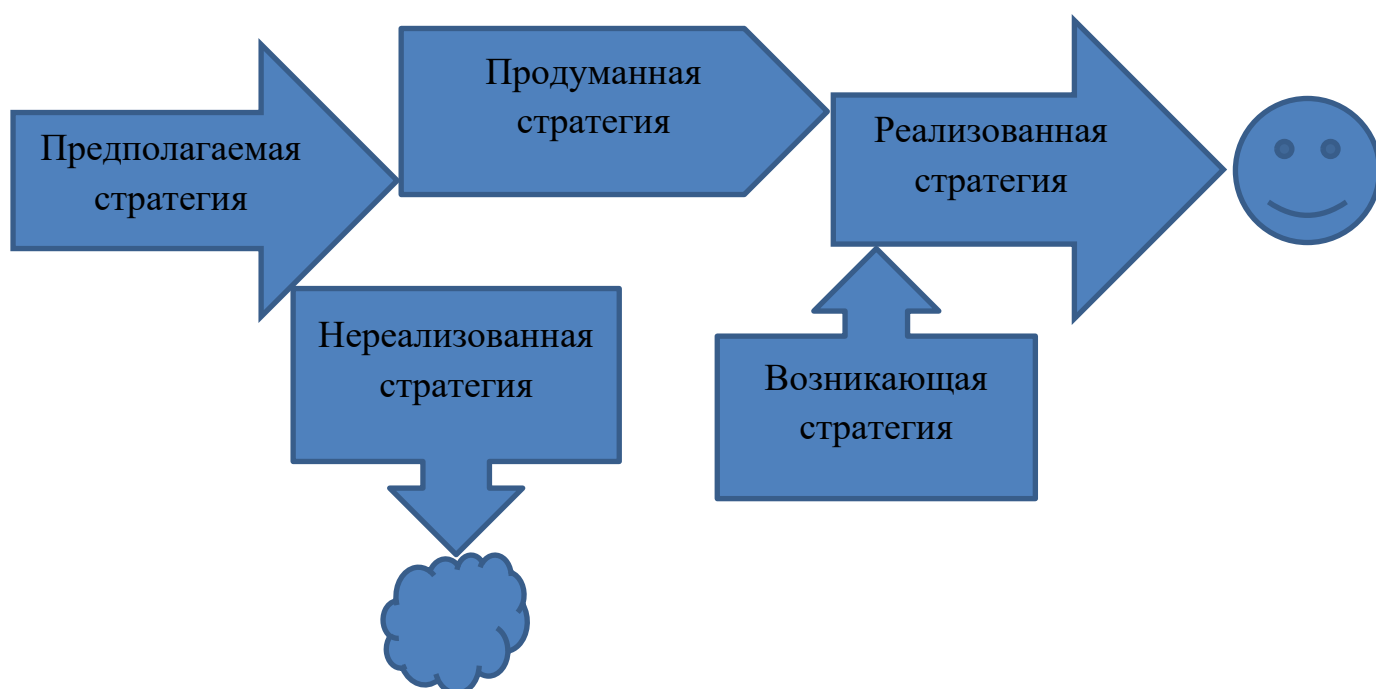 Предполагаемая
стратегия
Продуманная
стратегия
Реализованная
стратегия
Нереализованная
стратегия
Возникающая
стратегия